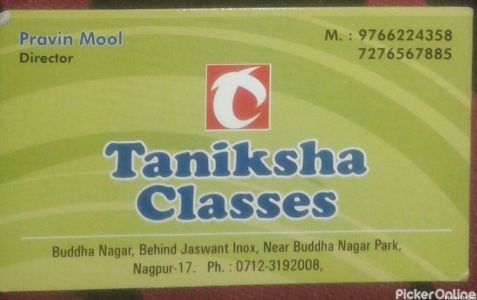 Pravin Mool
Director
M. : 9766224358
7276567885
Taniksha
Classes
Buddha Nagar, Behind Jaswant Inox, Near Buddha Nagar Park,
Nagpur-17. Ph. : 0712-3192008,
PickerOnline